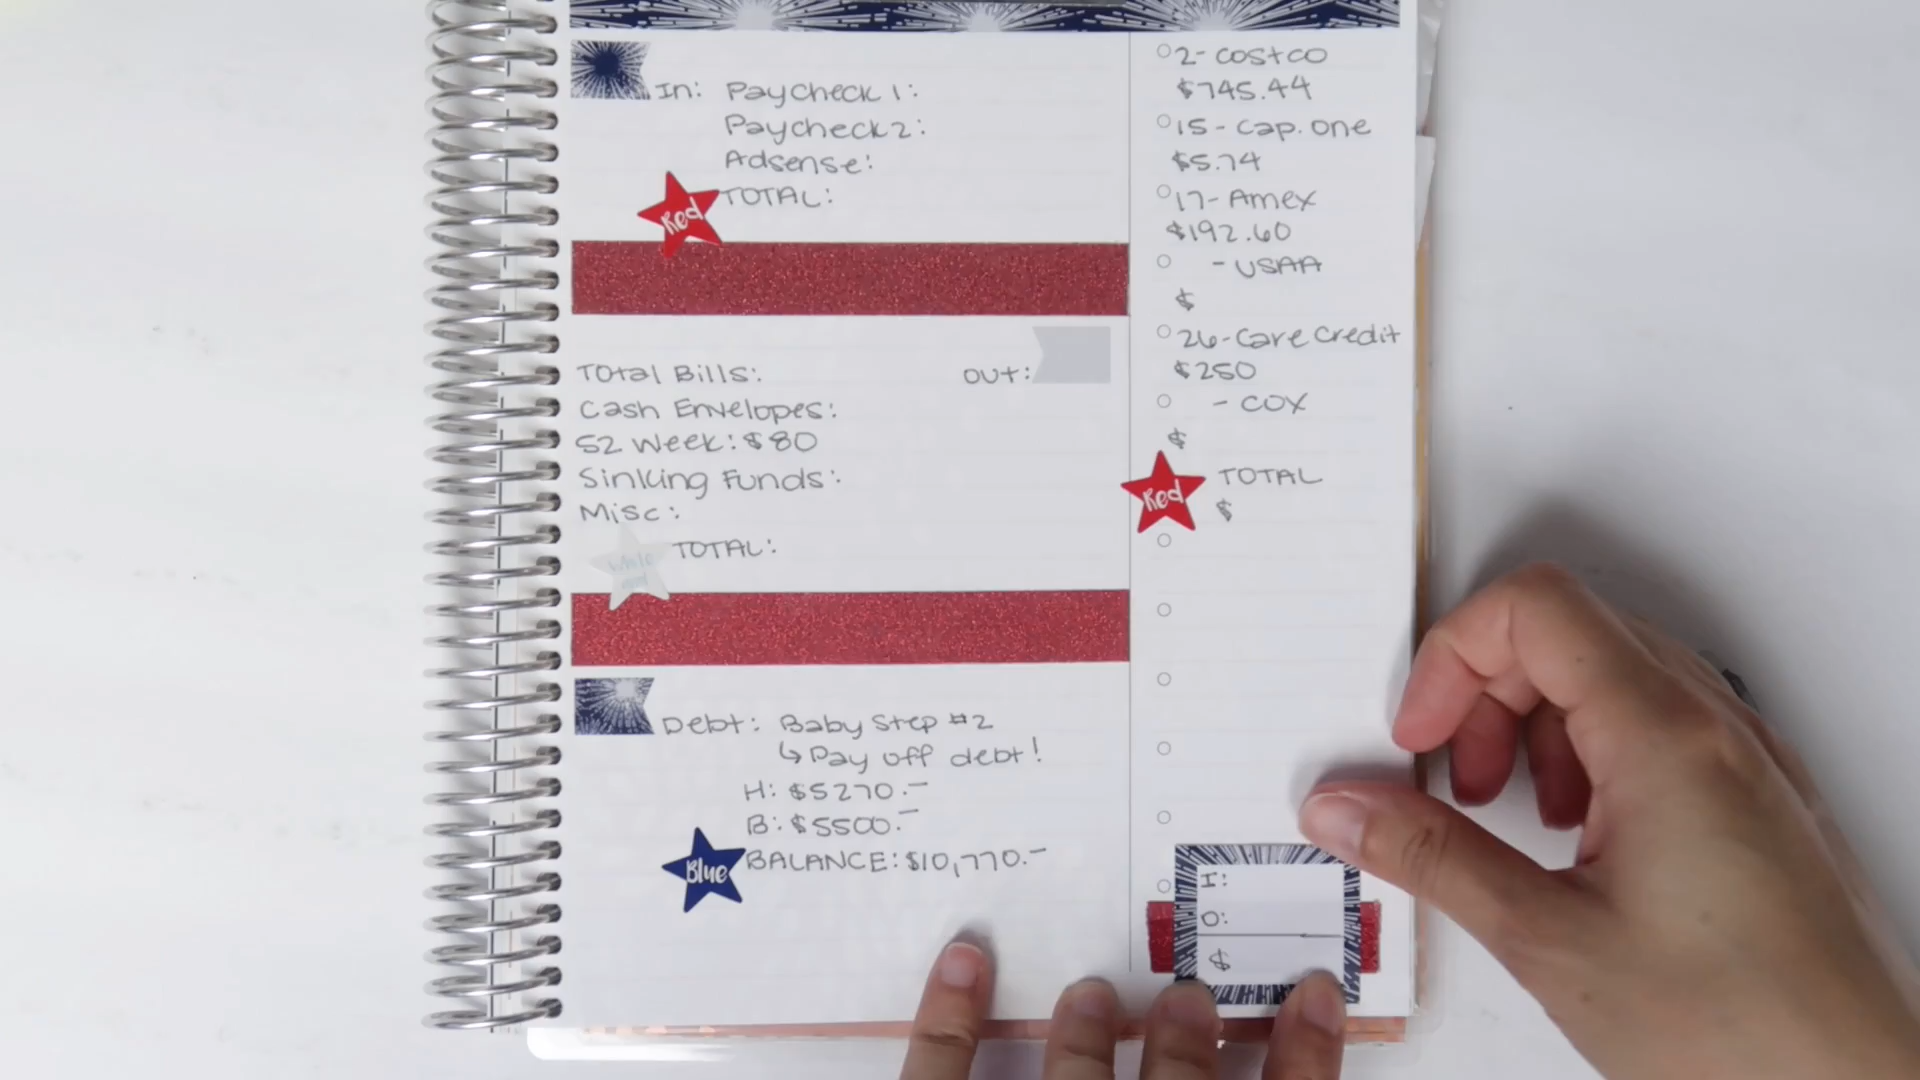 In: Paycheck 1:
Paycheck 2:
Adsense:
TOTAL:
Red
Total Bills:
OUT:
Cash Envelopes:
52 Week: $80
Sinking Funds:
Misc:
TOTAL:
White
Debt: Baby Step #2
↳ Pay off debt!
H: $5270.-
B: $5500.-
BALANCE: $10,770.-
Blue
2- Costco
$745.44
15- Cap. One
$5.74
17- Amex
$192.60
- USAA
$
26- Care Credit
$250
- COX
$
TOTAL
$
Red
I:
O:
$